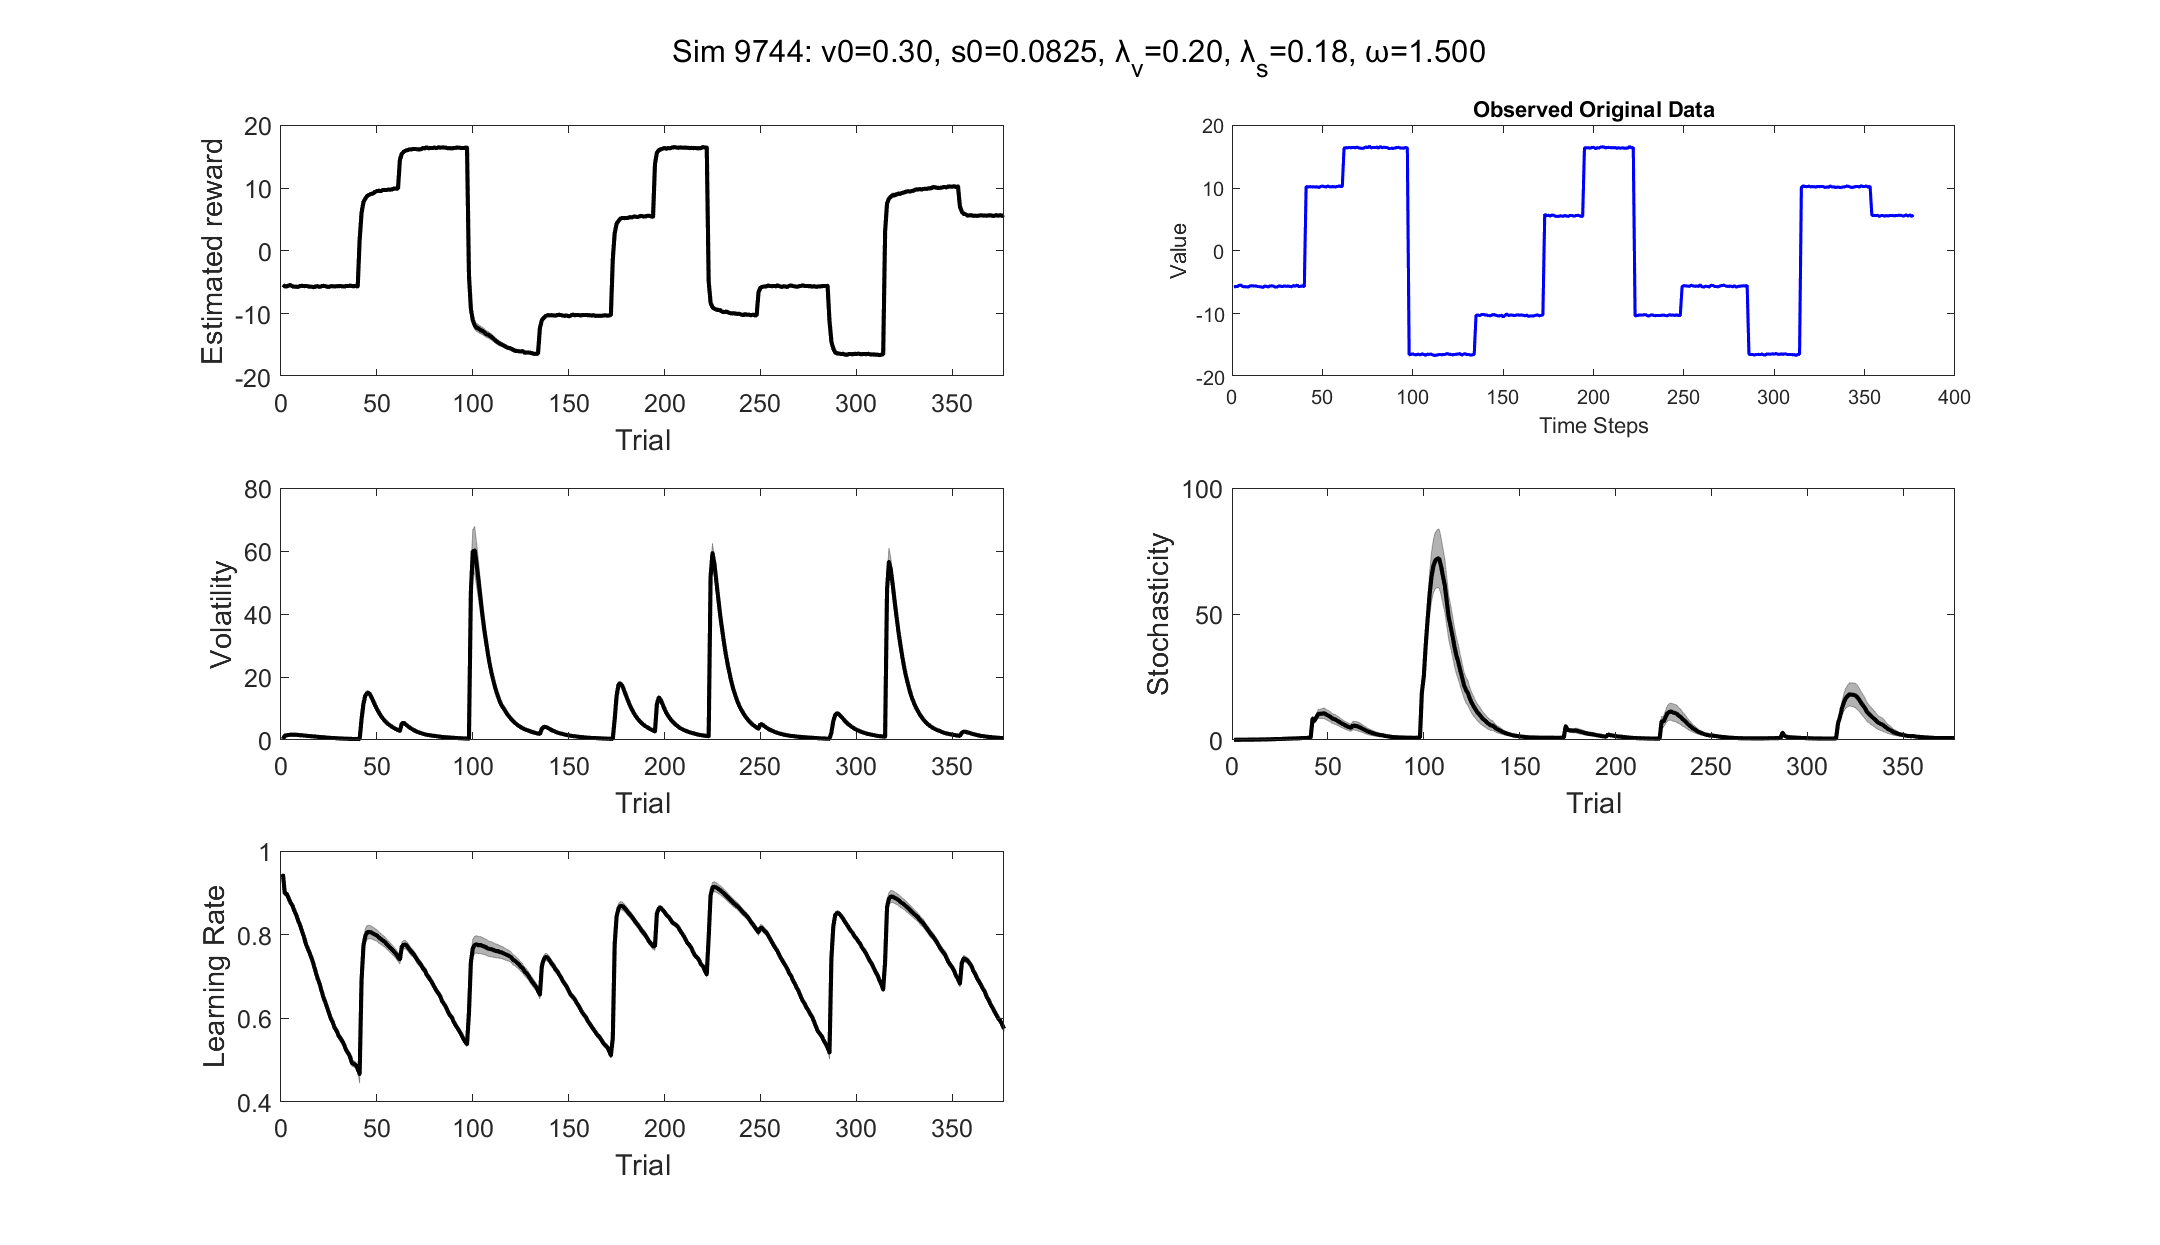 Sim 9744: v0=0.30, s0=0.0825, λ_v=0.20, λ_s=0.18, ω=1.500
Estimated reward
20
10
0
-10
-20
0 50 100 150 200 250 300 350
Trial
Observed Original Data
Value
20
10
0
-10
-20
0 50 100 150 200 250 300 350 400
Time Steps
Volatility
80
60
40
20
0
0 50 100 150 200 250 300 350
Trial
Stochasticity
100
50
0
0 50 100 150 200 250 300 350
Trial
Learning Rate
1
0.8
0.6
0.4
0 50 100 150 200 250 300 350
Trial